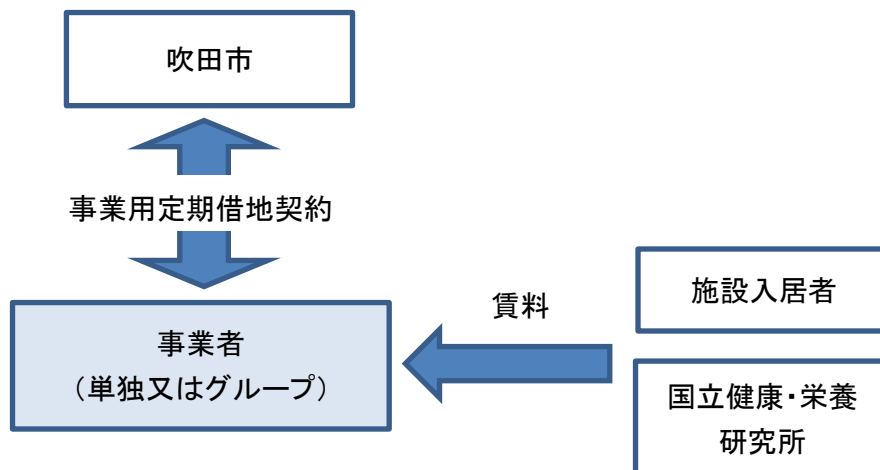 吹田市
事業用定期借地契約
事業者
（単独又はグループ）
賃料
施設入居者
国立健康・栄養
研究所